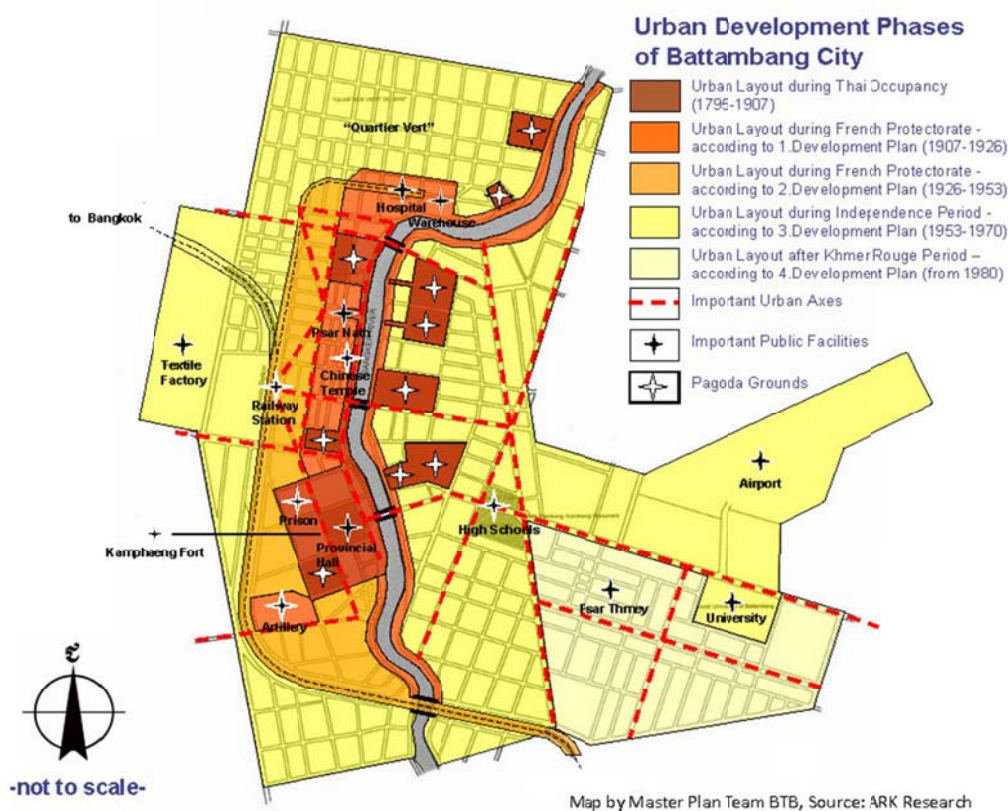 Urban Development Phases
of Battambang City
Urban Layout during Thai Occupancy
(1795-1907)
Urban Layout during French Protectorate -
according to 1.Development Plan (1907-1926)
Urban Layout during French Protectorate -
according to 2.Development Plan (1926-1953)
Urban Layout during Independence Period -
according to 3.Development Plan (1953-1970)
Urban Layout after Khmer Rouge Period –
according to 4.Development Plan (from 1980)
Important Urban Axes
Important Public Facilities
Pagoda Grounds
"Quartier Vert"
Hospital
Warehouse
to Bangkok
Psar Nath
Chinese
Temple
Textile
Factory
Railway
Station
Airport
Prison
High Schools
Kamphaeng Fort
Provincial
Hall
Psar Thmey
University
Artillery
-not to scale-
Map by Master Plan Team BTB, Source: ARK Research